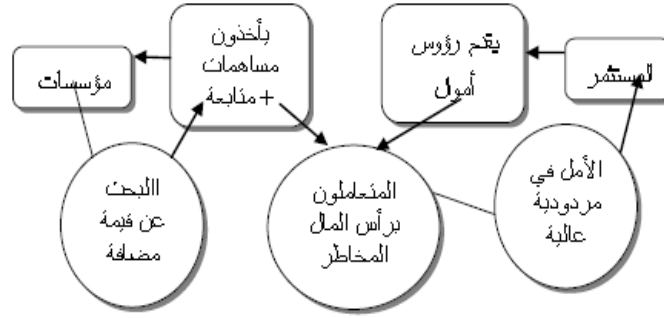 المستثمر
يقدم رؤوس
أموال
يأخذون
مساهمات
+ متابعة
مؤسسات
الأمل في
مردودية
عالية
المتعاملون
برأس المال
المخاطر
االبحث
عن قيمة
مضافة